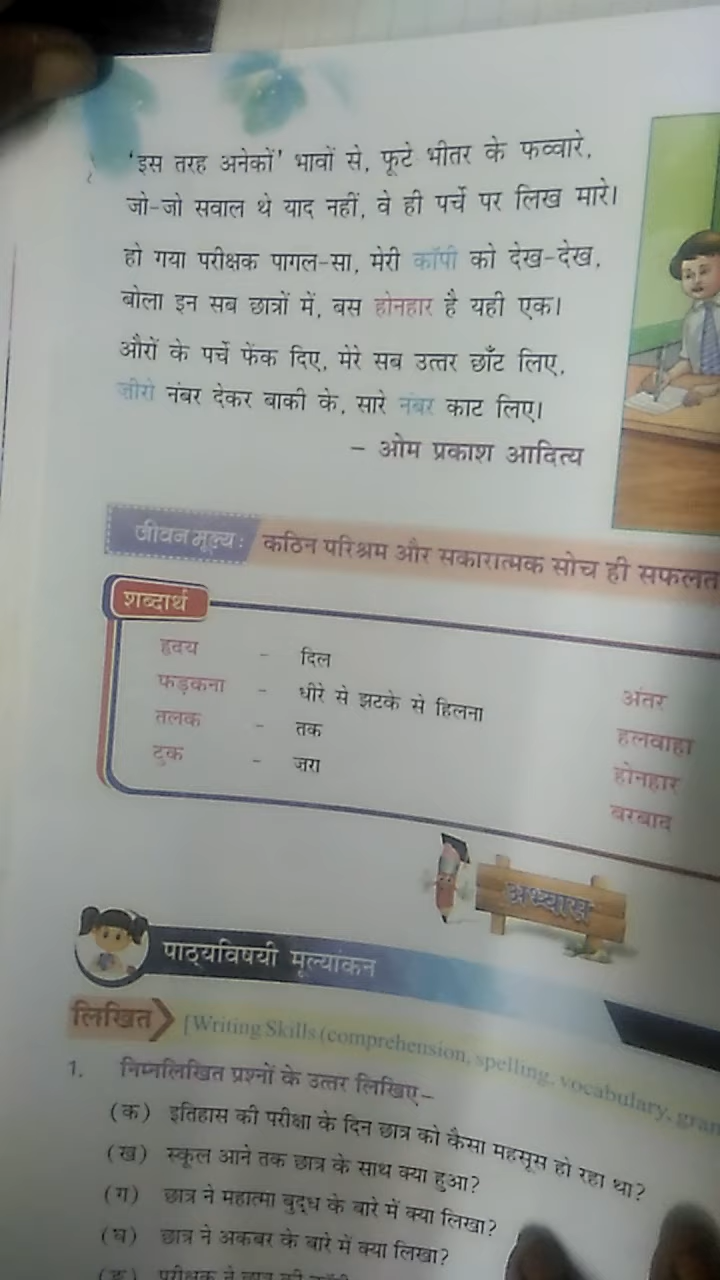 'इस तरह अनेकों' भावों से, फूटे भीतर के फव्वारे,
जो-जो सवाल थे याद नहीं, वे ही पर्चे पर लिख मारे।
हो गया परीक्षक पागल-सा, मेरी कॉपी को देख-देख,
बोला इन सब छात्रों में, बस होनहार है यही एक।
औरों के पर्चे फेंक दिए, मेरे सब उत्तर छाँट लिए,
ज़ीरो नंबर देकर बाकी के, सारे नंबर काट लिए।
– ओम प्रकाश आदित्य
जीवन मूल्य: कठिन परिश्रम और सकारात्मक सोच ही सफलत
शब्दार्थ
हृदय – दिल
फड़कना – धीरे से झटके से हिलना
तलक – तक
टुक – ज़रा
अंतर
हलवाहा
होनहार
बरबाद
अभ्यास
पाठ्यविषयी मूल्यांकन
लिखित [Writing Skills (comprehension, spelling, vocabulary, gram
1. निम्नलिखित प्रश्नों के उत्तर लिखिए–
(क) इतिहास की परीक्षा के दिन छात्र को कैसा महसूस हो रहा था?
(ख) स्कूल आने तक छात्र के साथ क्या हुआ?
(ग) छात्र ने महात्मा बुद्ध के बारे में क्या लिखा?
(घ) छात्र ने अकबर के बारे में क्या लिखा?
(ङ) परीक्षक ने छात्र की